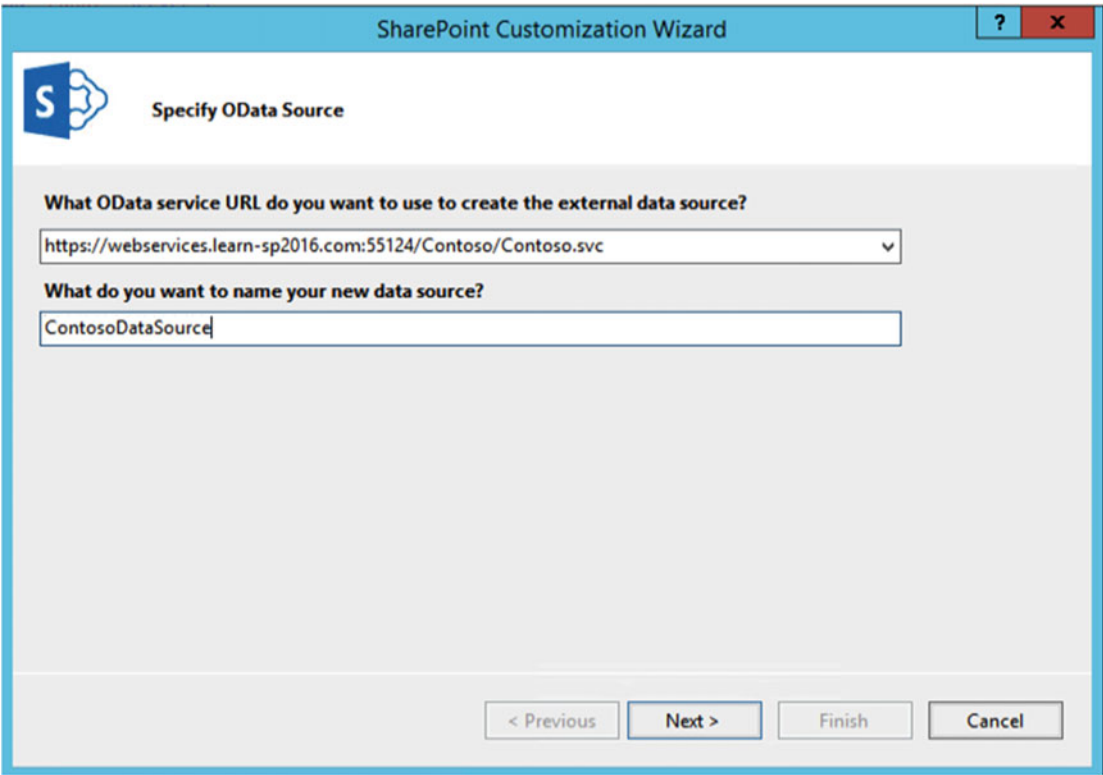 SharePoint Customization Wizard
? x
S
Specify OData Source
What OData service URL do you want to use to create the external data source?
https://webservices.learn-sp2016.com:55124/Contoso/Contoso.svc
What do you want to name your new data source?
ContosoDataSource
< Previous Next > Finish Cancel